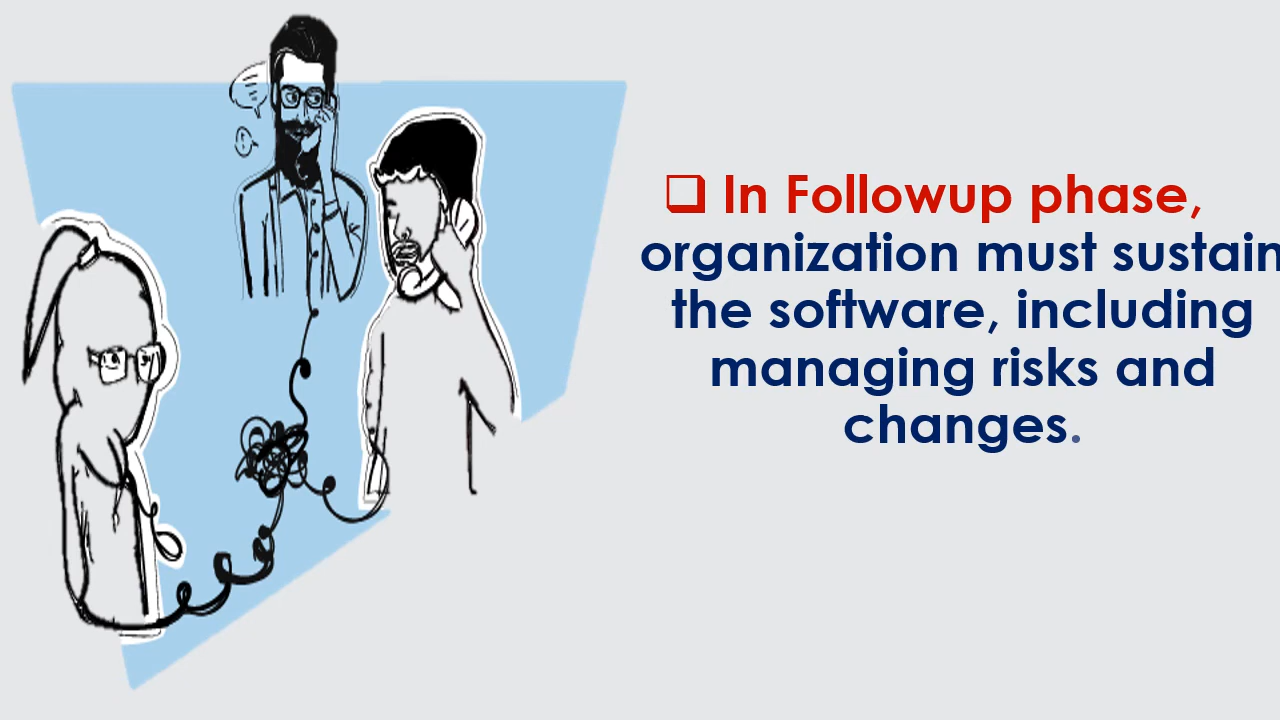 ❑ In Followup phase,
organization must sustain
the software, including
managing risks and
changes.